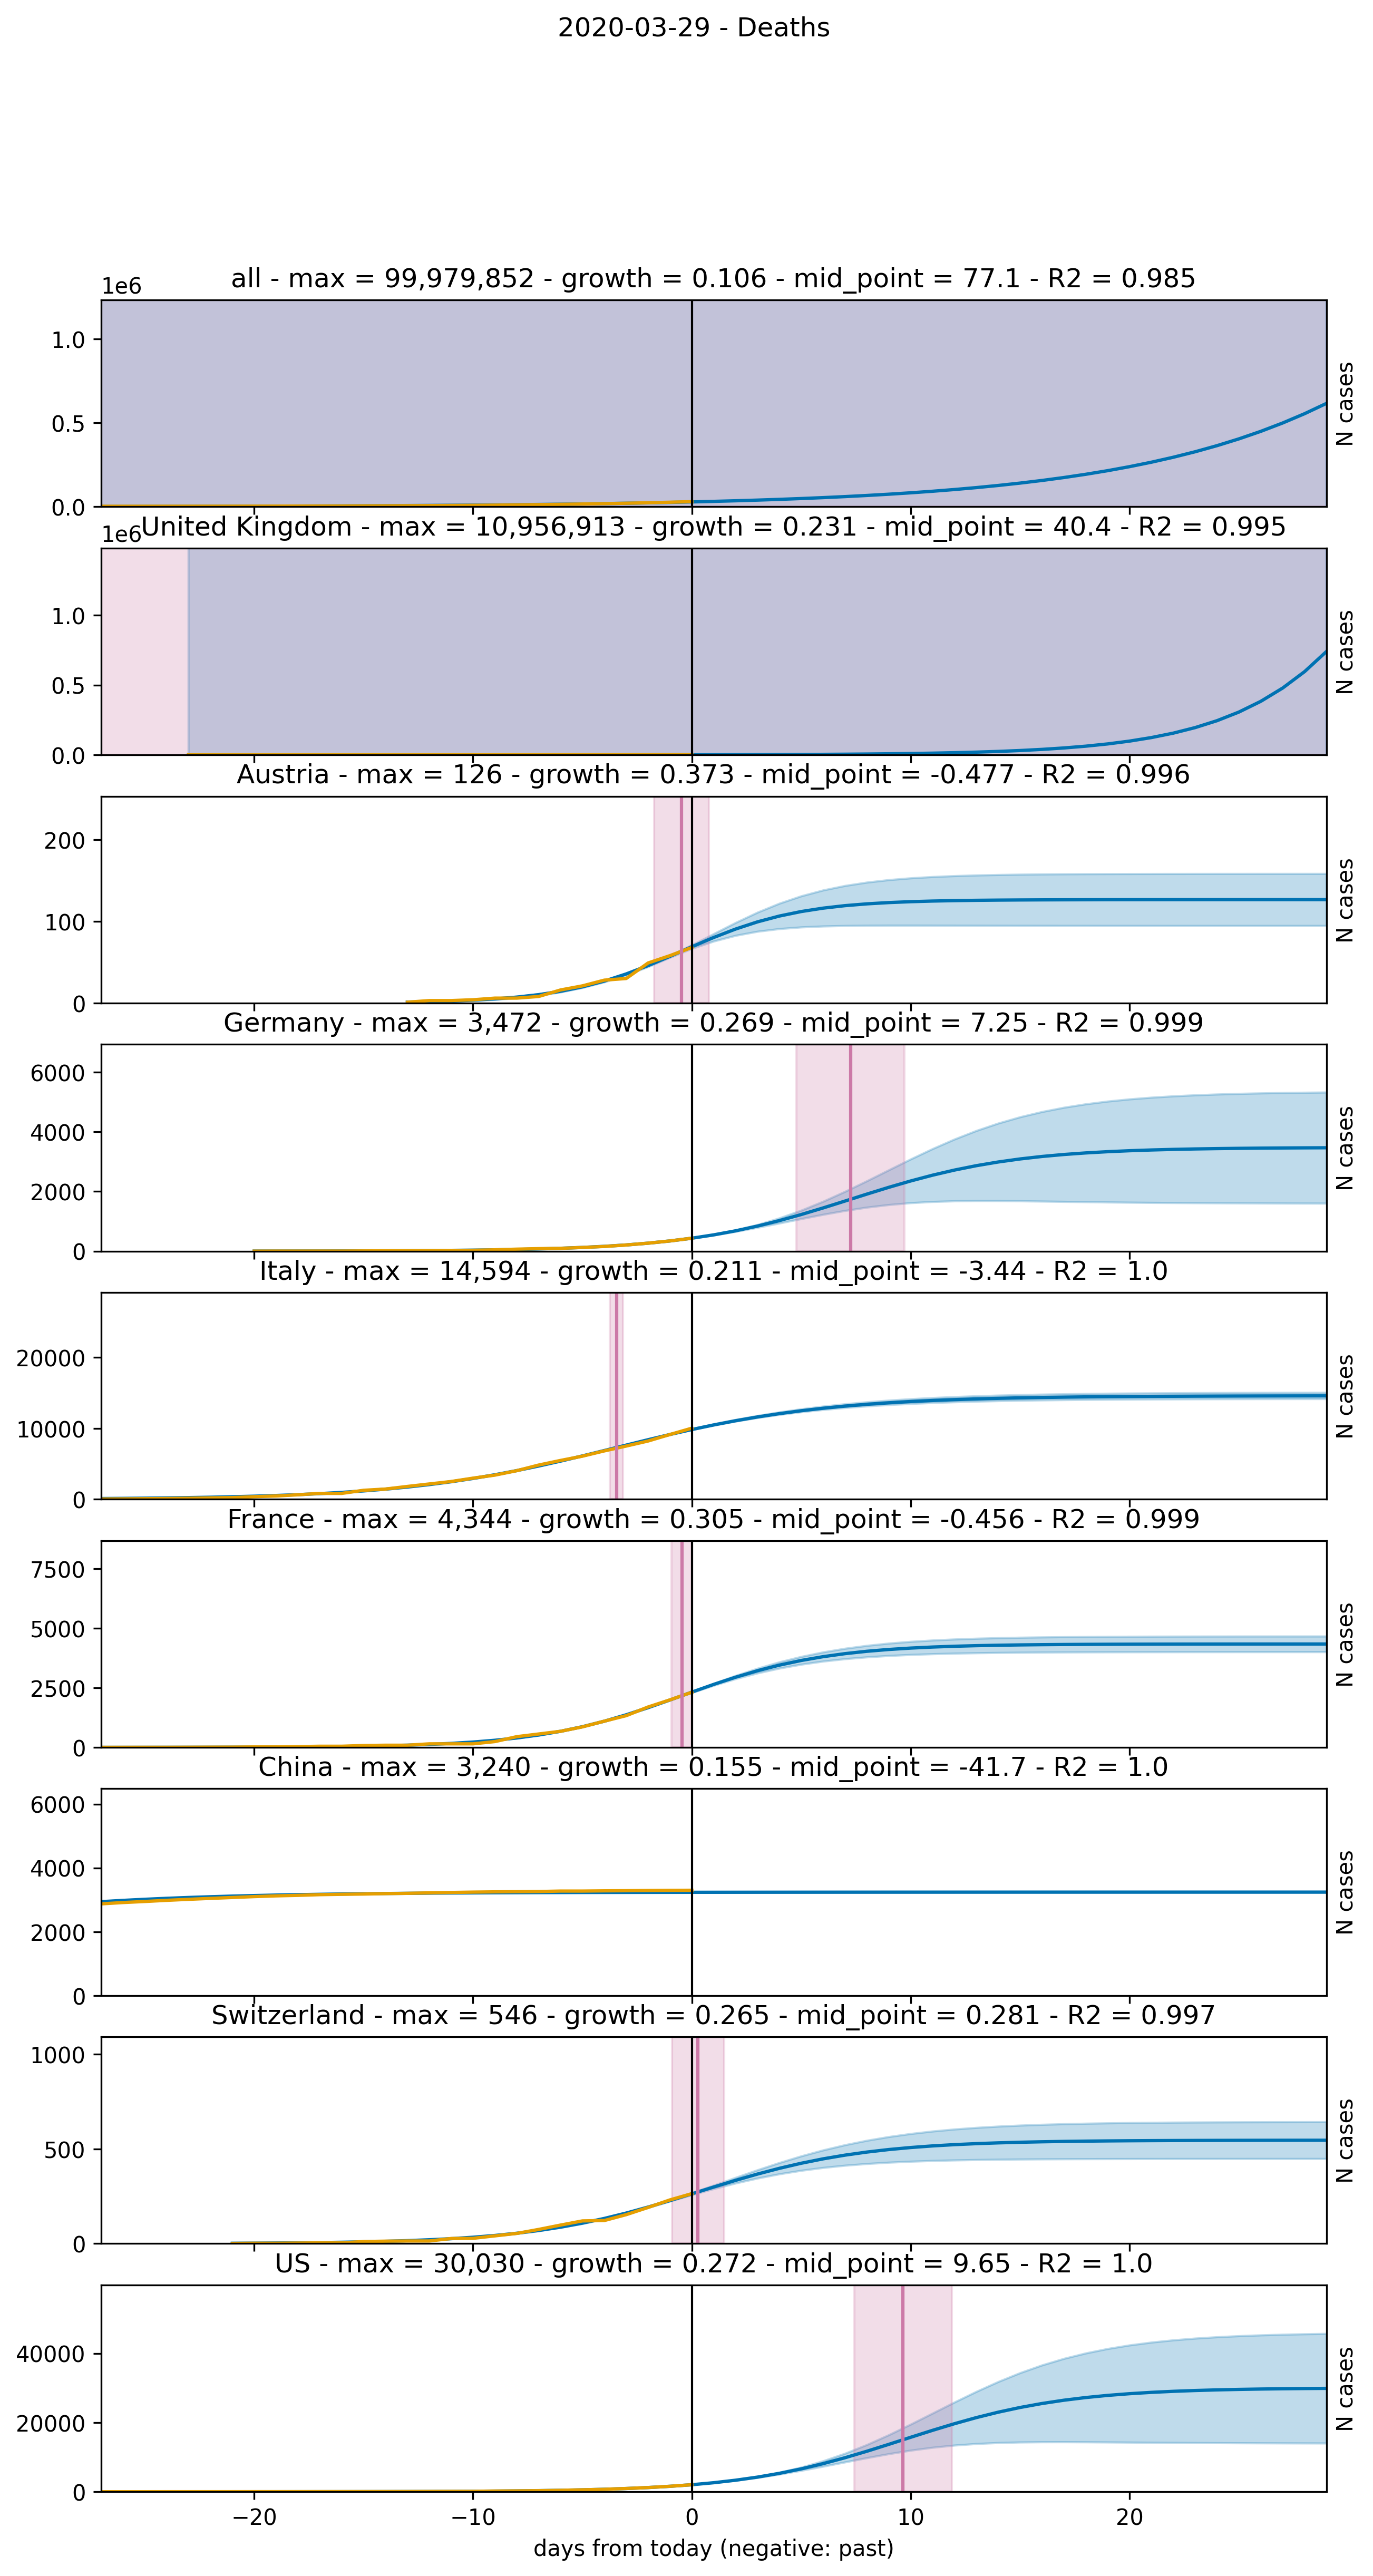 2020-03-29 - Deaths
all - max = 99,979,852 - growth = 0.106 - mid_point = 77.1 - R2 = 0.985
1e6
1.0
0.5
0.0
N cases
United Kingdom - max = 10,956,913 - growth = 0.231 - mid_point = 40.4 - R2 = 0.995
1e6
1.0
0.5
0.0
N cases
Austria - max = 126 - growth = 0.373 - mid_point = -0.477 - R2 = 0.996
200
100
0
N cases
Germany - max = 3,472 - growth = 0.269 - mid_point = 7.25 - R2 = 0.999
6000
4000
2000
0
N cases
Italy - max = 14,594 - growth = 0.211 - mid_point = -3.44 - R2 = 1.0
20000
10000
0
N cases
France - max = 4,344 - growth = 0.305 - mid_point = -0.456 - R2 = 0.999
7500
5000
2500
0
N cases
China - max = 3,240 - growth = 0.155 - mid_point = -41.7 - R2 = 1.0
6000
4000
2000
0
N cases
Switzerland - max = 546 - growth = 0.265 - mid_point = 0.281 - R2 = 0.997
1000
500
0
N cases
US - max = 30,030 - growth = 0.272 - mid_point = 9.65 - R2 = 1.0
40000
20000
0
N cases
−20 −10 0 10 20
days from today (negative: past)